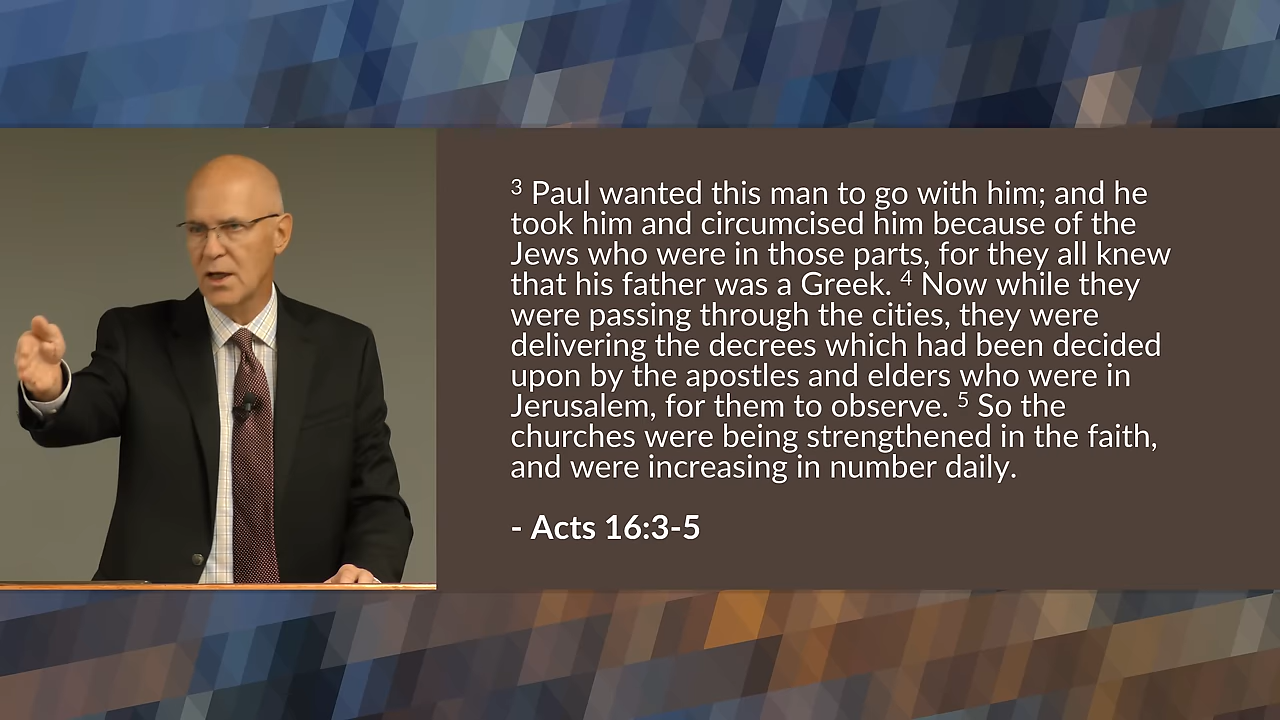 3 Paul wanted this man to go with him; and he
took him and circumcised him because of the
Jews who were in those parts, for they all knew
that his father was a Greek. 4 Now while they
were passing through the cities, they were
delivering the decrees which had been decided
upon by the apostles and elders who were in
Jerusalem, for them to observe. 5 So the
churches were being strengthened in the faith,
and were increasing in number daily.
- Acts 16:3-5